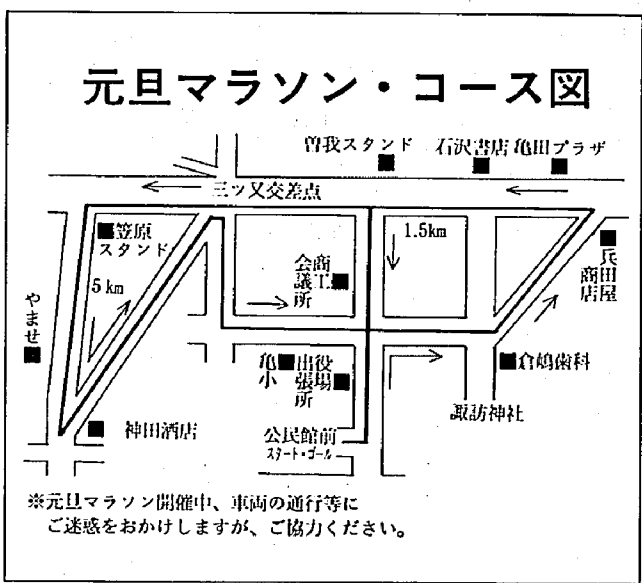 元旦マラソン・コース図
曽我スタンド
石沢書店
亀田プラザ
三ツ又交差点
笠原
スタンド
1.5km
兵田屋
商店
5km
商工
会議所
やませ
亀小
役場
出張所
倉嶋歯科
諏訪神社
神田酒店
公民館前
スタート・ゴール
※元旦マラソン開催中、車両の通行等に
ご迷惑をおかけしますが、ご協力ください。